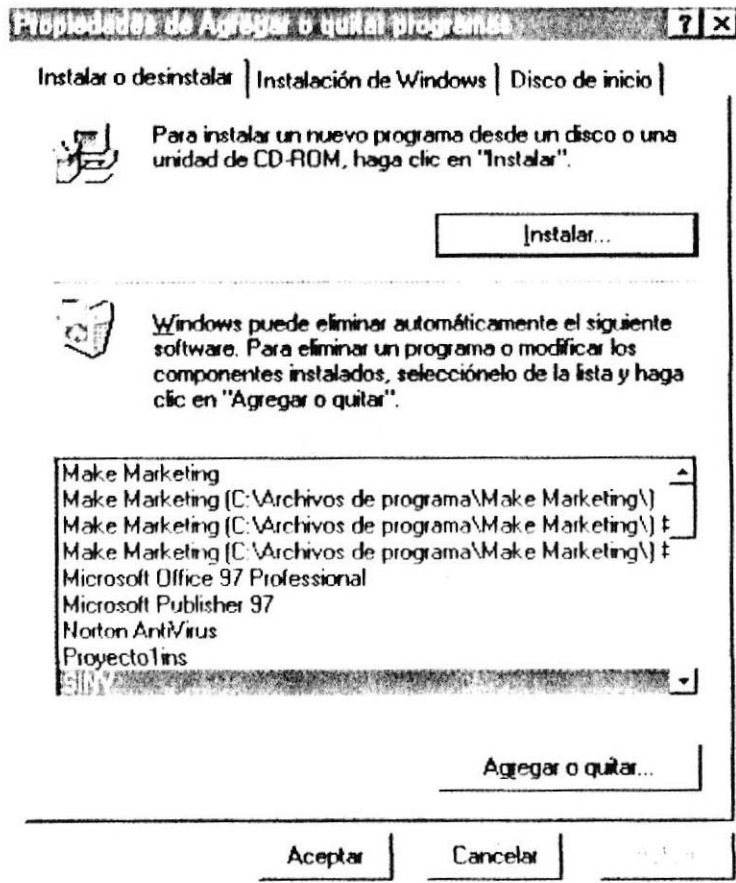 Propiedades de Agregar o quitar programas
Instalar o desinstalar Instalación de Windows Disco de inicio
Para instalar un nuevo programa desde un disco o una
unidad de CD-ROM, haga clic en "Instalar".
Instalar...
Windows puede eliminar automáticamente el siguiente
software. Para eliminar un programa o modificar los
componentes instalados, selecciónelo de la lista y haga
clic en "Agregar o quitar".
Make Marketing
Make Marketing (C:\Archivos de programa\Make Marketing\)
Make Marketing (C:\Archivos de programa\Make Marketing\) ‡
Make Marketing (C:\Archivos de programa\Make Marketing\) ‡
Microsoft Office 97 Professional
Microsoft Publisher 97
Norton AntiVirus
Proyecto1ins
SINV
Agregar o quitar...
Aceptar Cancelar